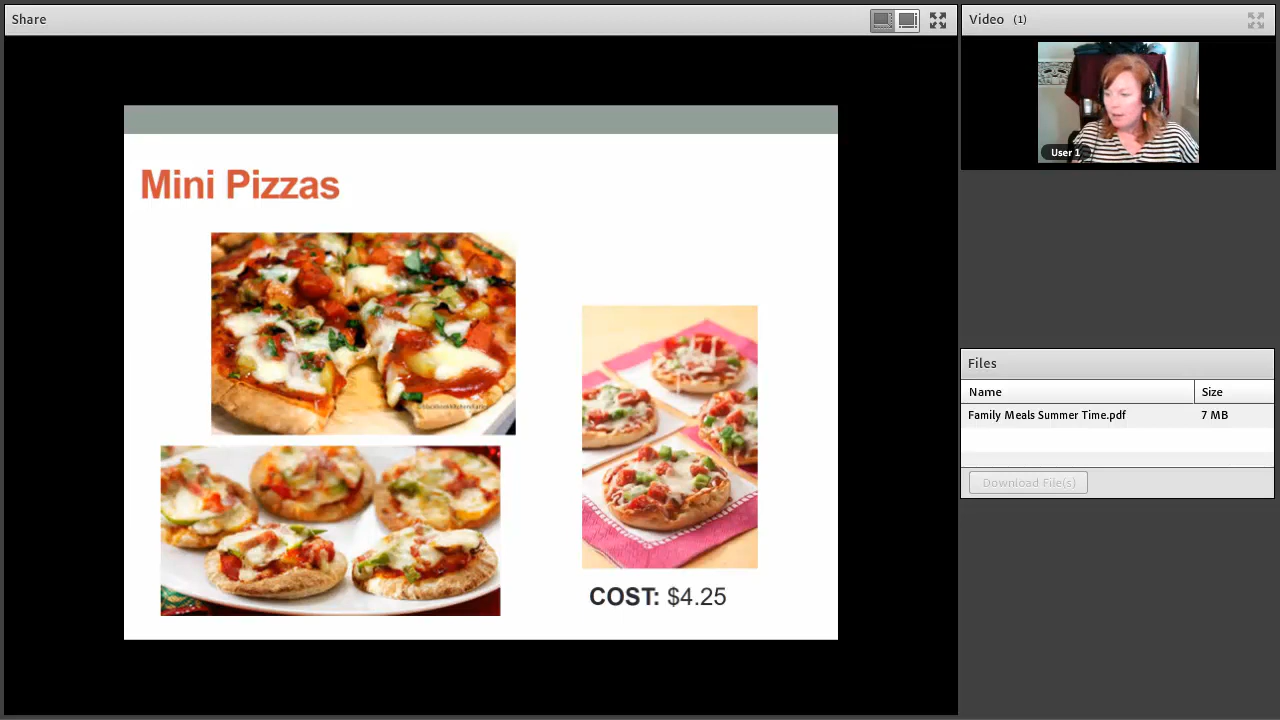 Share
Video (1)
User 1
Mini Pizzas
COST: $4.25
Files
Name Size
Family Meals Summer Time.pdf 7 MB
Download File(s)